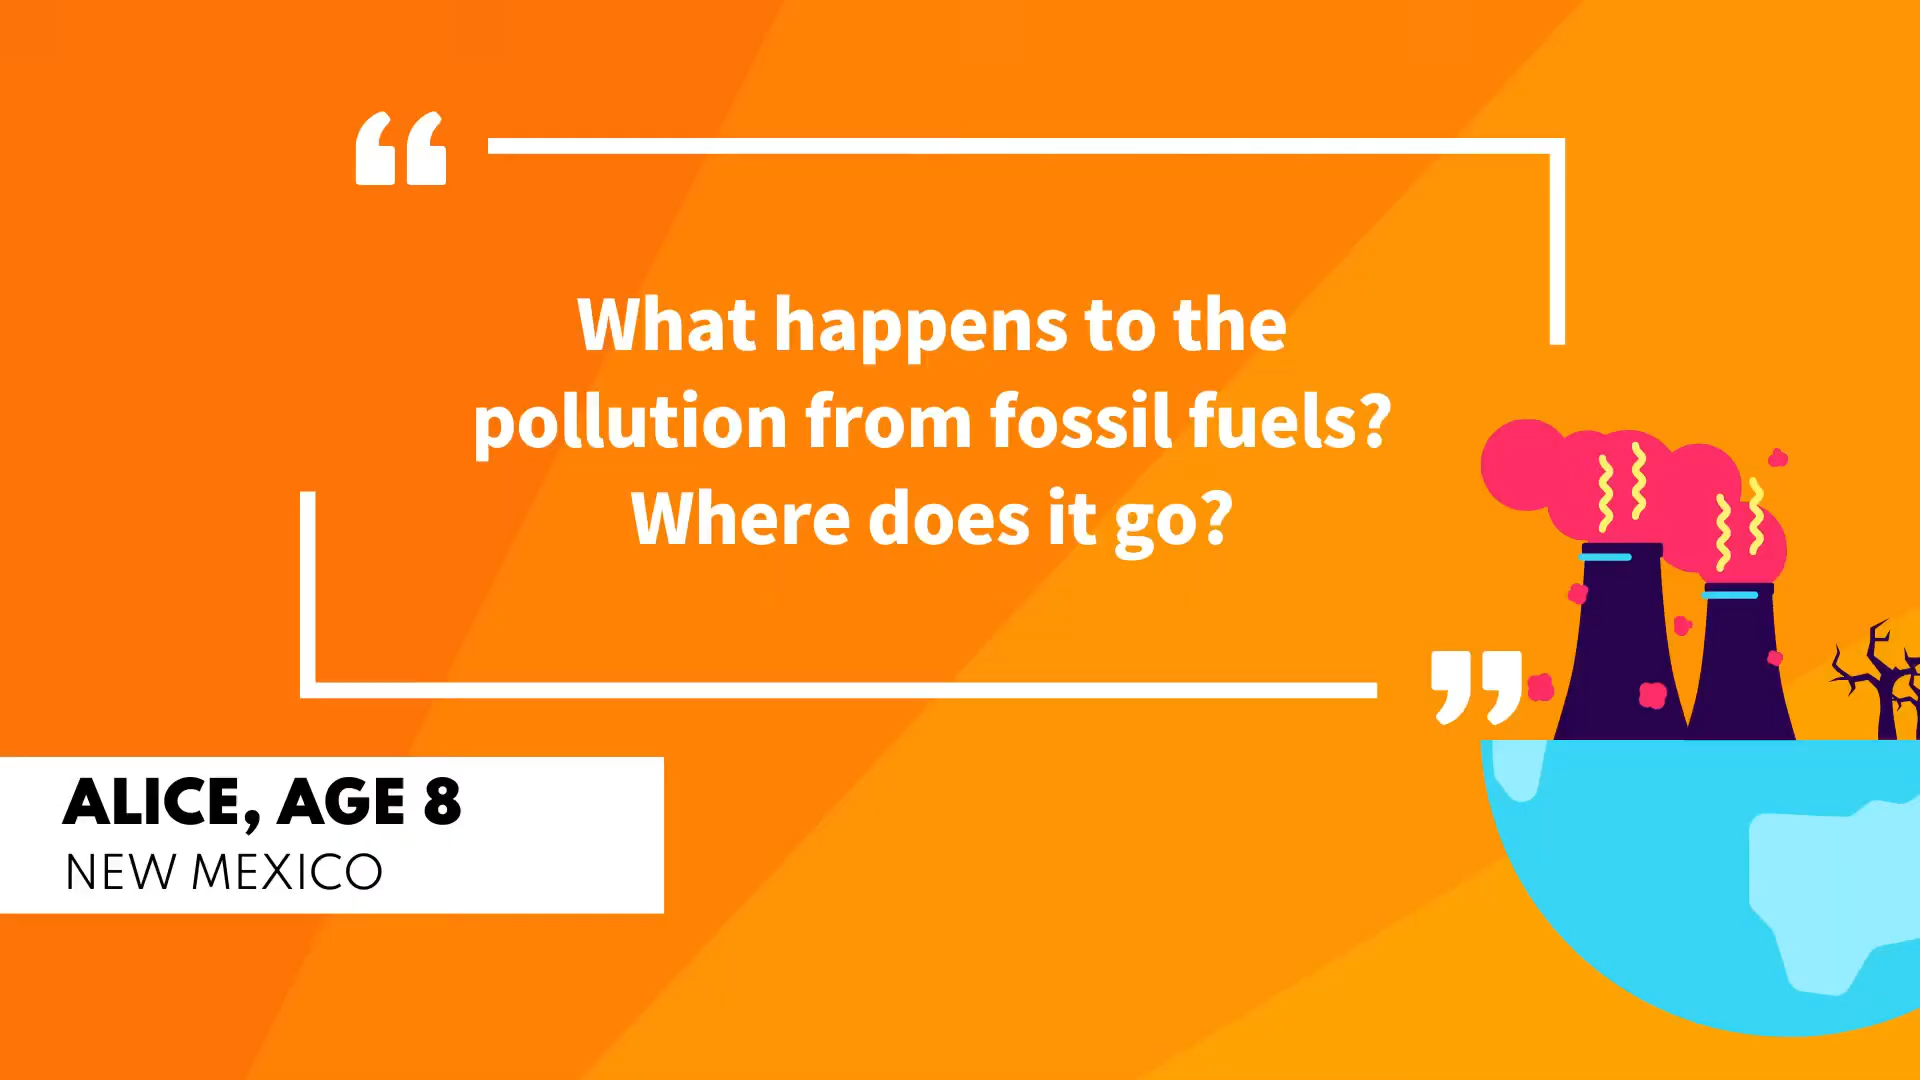 “
What happens to the
pollution from fossil fuels?
Where does it go?
”
ALICE, AGE 8
NEW MEXICO